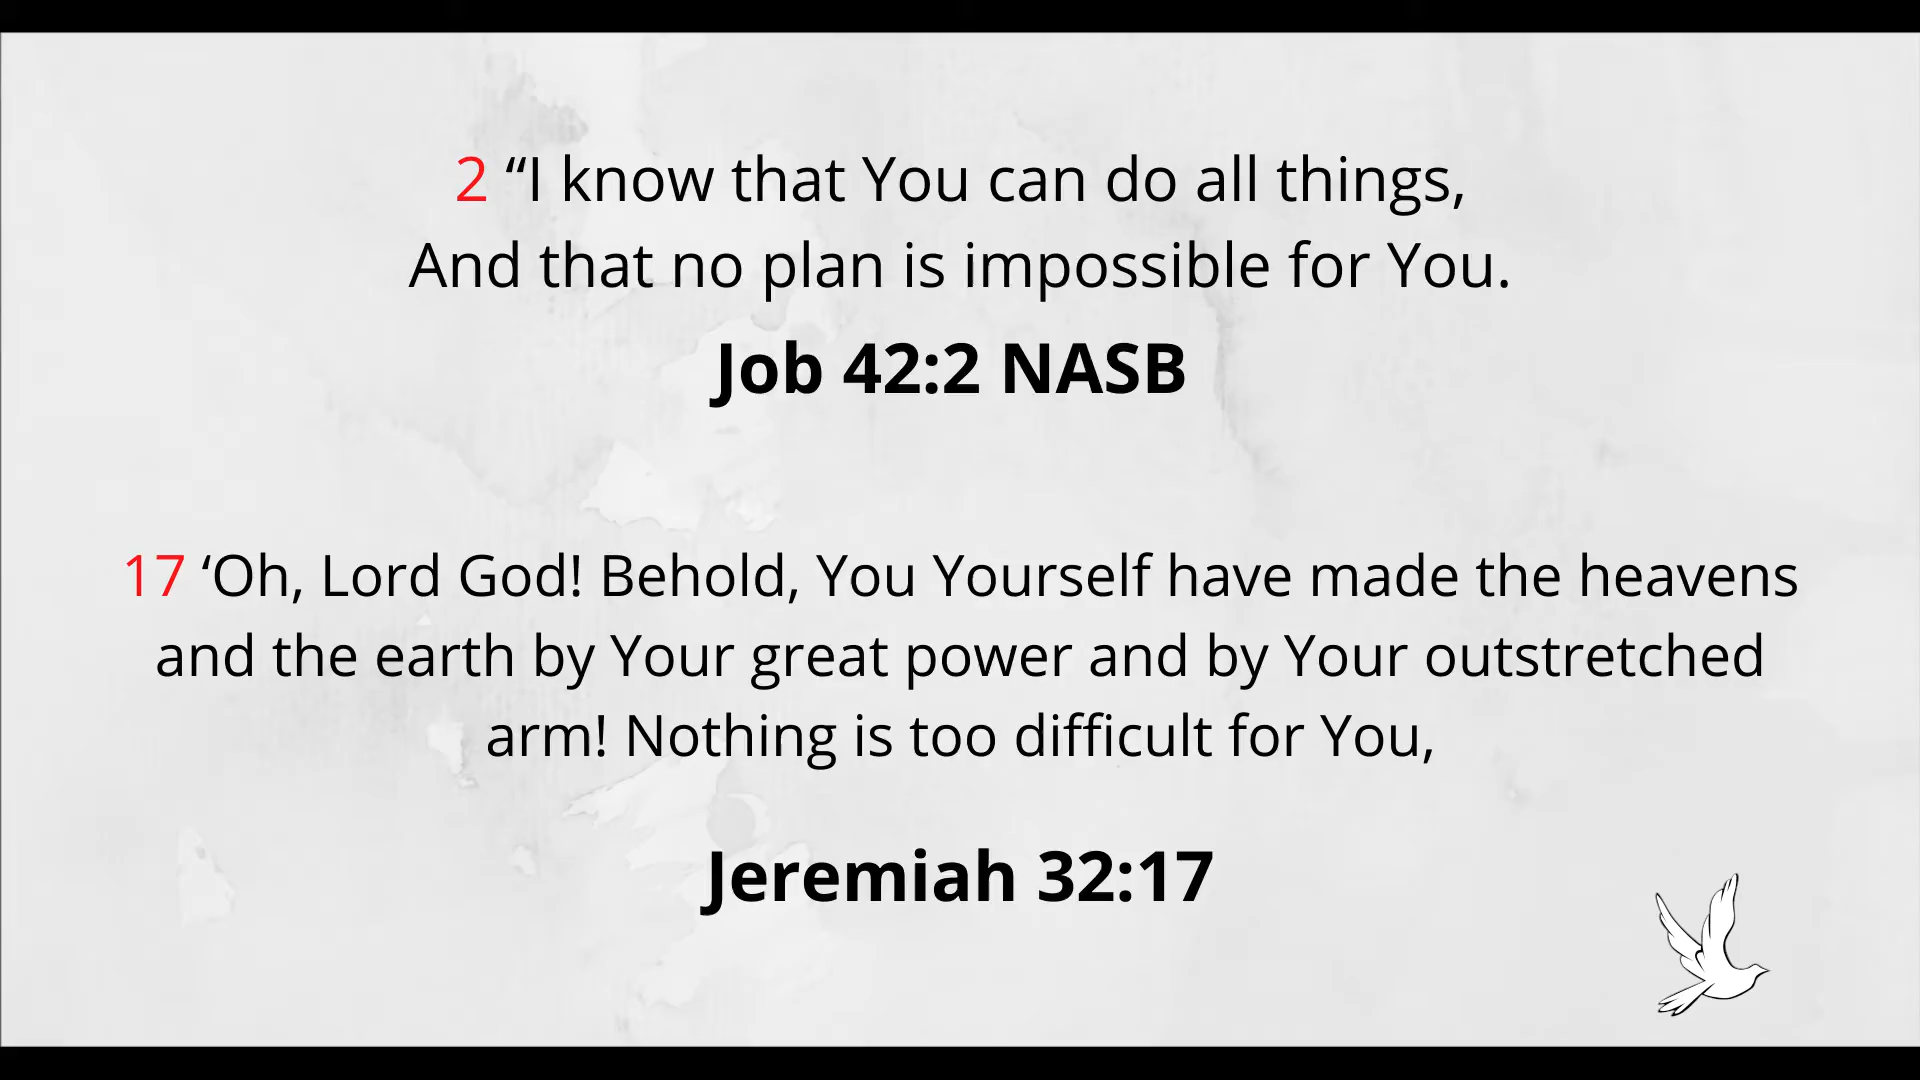 2 “I know that You can do all things,
And that no plan is impossible for You.
Job 42:2 NASB
17 ‘Oh, Lord God! Behold, You Yourself have made the heavens
and the earth by Your great power and by Your outstretched
arm! Nothing is too difficult for You,
Jeremiah 32:17